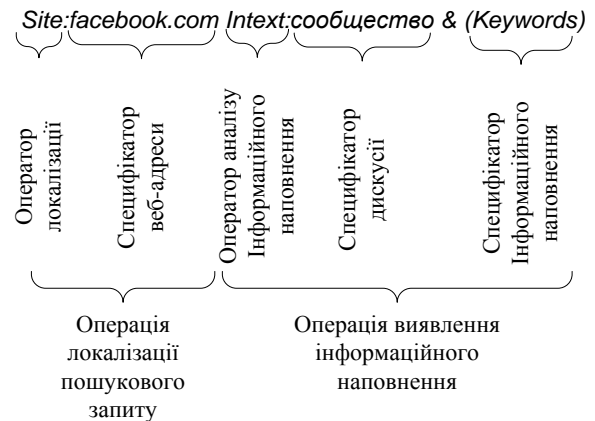 Site:facebook.com Intext:сообщество & (Keywords)
Оператор
локалізації
Специфікатор
веб-адреси
Оператор аналізу
Інформаційного
наповнення
Специфікатор
дискусії
Специфікатор
Інформаційного
наповнення
Операція
локалізації
пошукового
запиту
Операція виявлення
інформаційного
наповнення